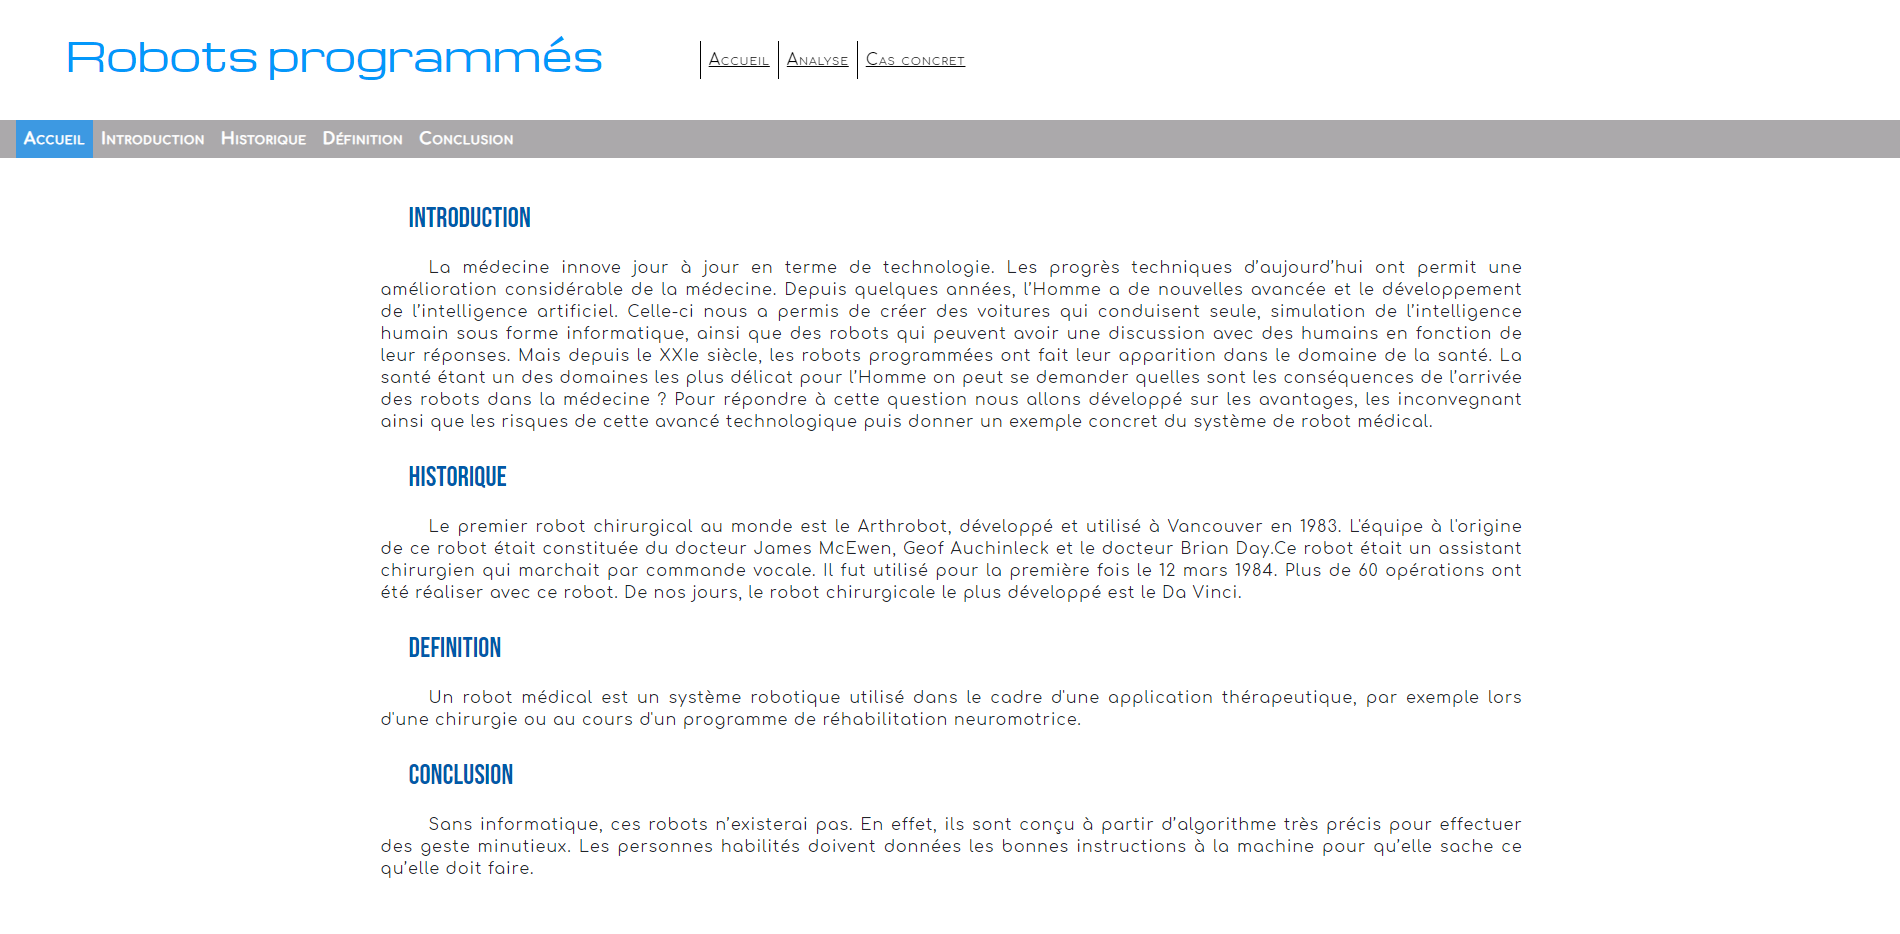 Robots programmés
Accueil
Analyse
Cas concret
Accueil Introduction Historique Définition Conclusion
INTRODUCTION
La médecine innove jour à jour en terme de technologie. Les progrès techniques d’aujourd’hui ont permit une
amélioration considérable de la médecine. Depuis quelques années, l’Homme a de nouvelles avancée et le développement
de l’intelligence artificiel. Celle-ci nous a permis de créer des voitures qui conduisent seule, simulation de l’intelligence
humain sous forme informatique, ainsi que des robots qui peuvent avoir une discussion avec des humains en fonction de
leur réponses. Mais depuis le XXIe siècle, les robots programmées ont fait leur apparition dans le domaine de la santé. La
santé étant un des domaines les plus délicat pour l’Homme on peut se demander quelles sont les conséquences de l’arrivée
des robots dans la médecine ? Pour répondre à cette question nous allons développé sur les avantages, les inconvegnant
ainsi que les risques de cette avancé technologique puis donner un exemple concret du système de robot médical.
HISTORIQUE
Le premier robot chirurgical au monde est le Arthrobot, développé et utilisé à Vancouver en 1983. L'équipe à l'origine
de ce robot était constituée du docteur James McEwen, Geof Auchinleck et le docteur Brian Day.Ce robot était un assistant
chirurgien qui marchait par commande vocale. Il fut utilisé pour la première fois le 12 mars 1984. Plus de 60 opérations ont
été réaliser avec ce robot. De nos jours, le robot chirurgicale le plus développé est le Da Vinci.
DEFINITION
Un robot médical est un système robotique utilisé dans le cadre d'une application thérapeutique, par exemple lors
d'une chirurgie ou au cours d'un programme de réhabilitation neuromotrice.
CONCLUSION
Sans informatique, ces robots n’existerai pas. En effet, ils sont conçu à partir d’algorithme très précis pour effectuer
des geste minutieux. Les personnes habilités doivent données les bonnes instructions à la machine pour qu’elle sache ce
qu’elle doit faire.